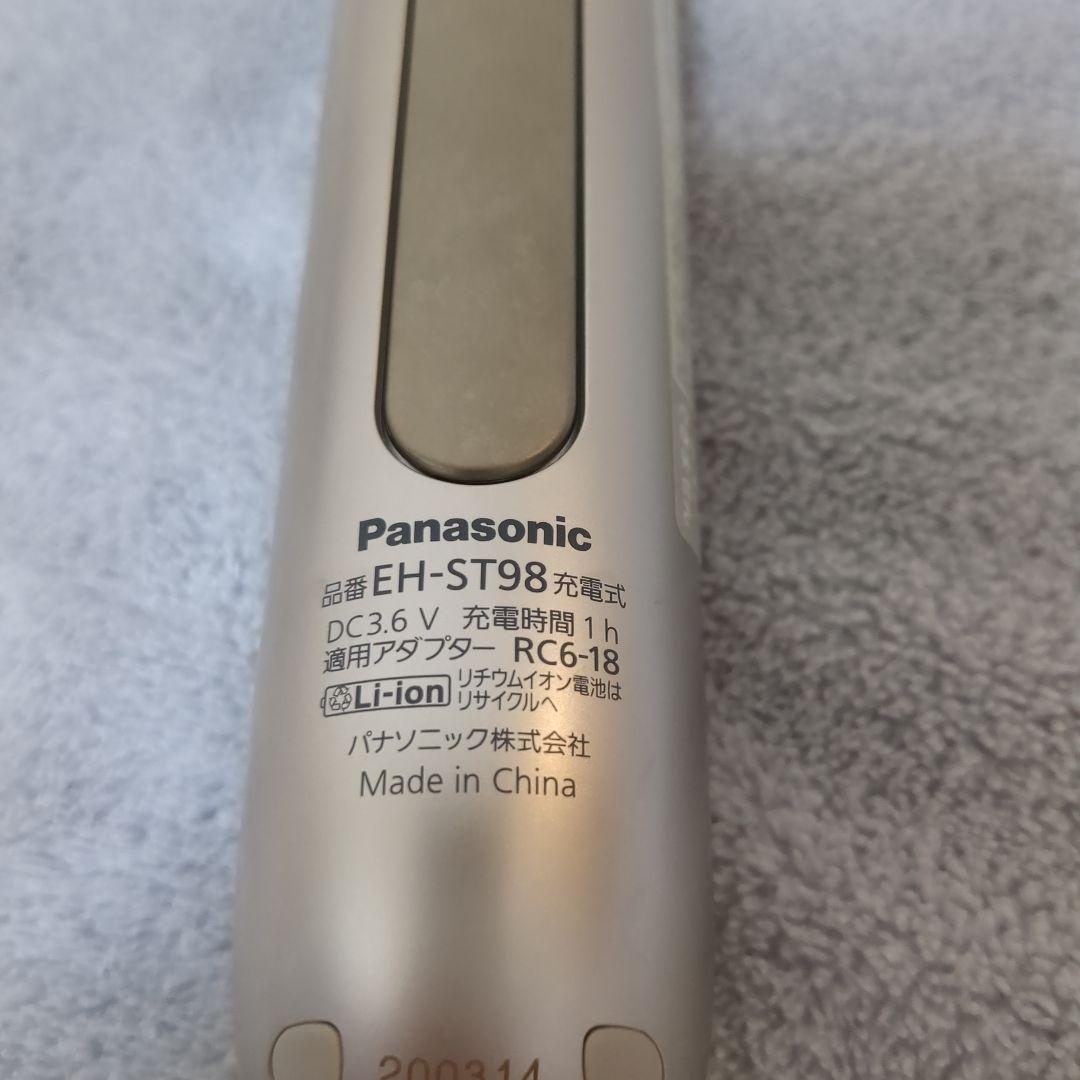 Panasonic
品番 EH-ST98 充電式
DC3.6 V 充電時間 1h
適用アダプター RC6-18
Li-ion リチウムイオン電池は
リサイクルへ
パナソニック株式会社
Made in China
200314